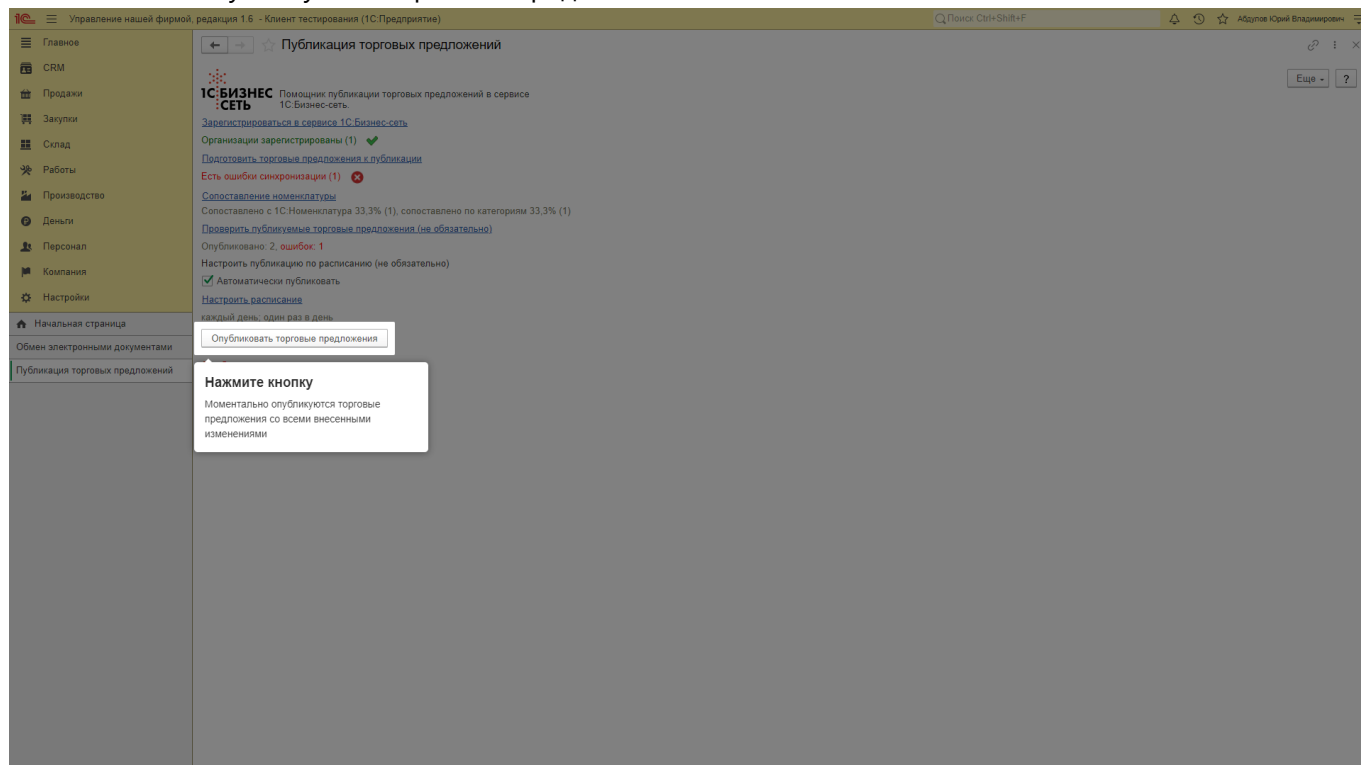 Управление нашей фирмой, редакция 1.6 - Клиент тестирования (1С:Предприятие)
Поиск Ctrl+Shift+F
Абдулов Юрий Владимирович
Главное
CRM
Продажи
Закупки
Склад
Работы
Производство
Деньги
Персонал
Компания
Настройки
Начальная страница
Обмен электронными документами
Публикация торговых предложений
Публикация торговых предложений
Еще
?
1С БИЗНЕС СЕТЬ
Помощник публикации торговых предложений в сервисе
1С:Бизнес-сеть.
Зарегистрироваться в сервисе 1С:Бизнес-сеть
Организации зарегистрированы (1)
Подготовить торговые предложения к публикации
Есть ошибки синхронизации (1)
Сопоставление номенклатуры
Сопоставлено с 1С:Номенклатура 33,3% (1), сопоставлено по категориям 33,3% (1)
Проверить публикуемые торговые предложения (не обязательно)
Опубликовано: 2, ошибок: 1
Настроить публикацию по расписанию (не обязательно)
Автоматически публиковать
Настроить расписание
каждый день; один раз в день
Опубликовать торговые предложения
Нажмите кнопку
Моментально опубликуются торговые
предложения со всеми внесенными
изменениями